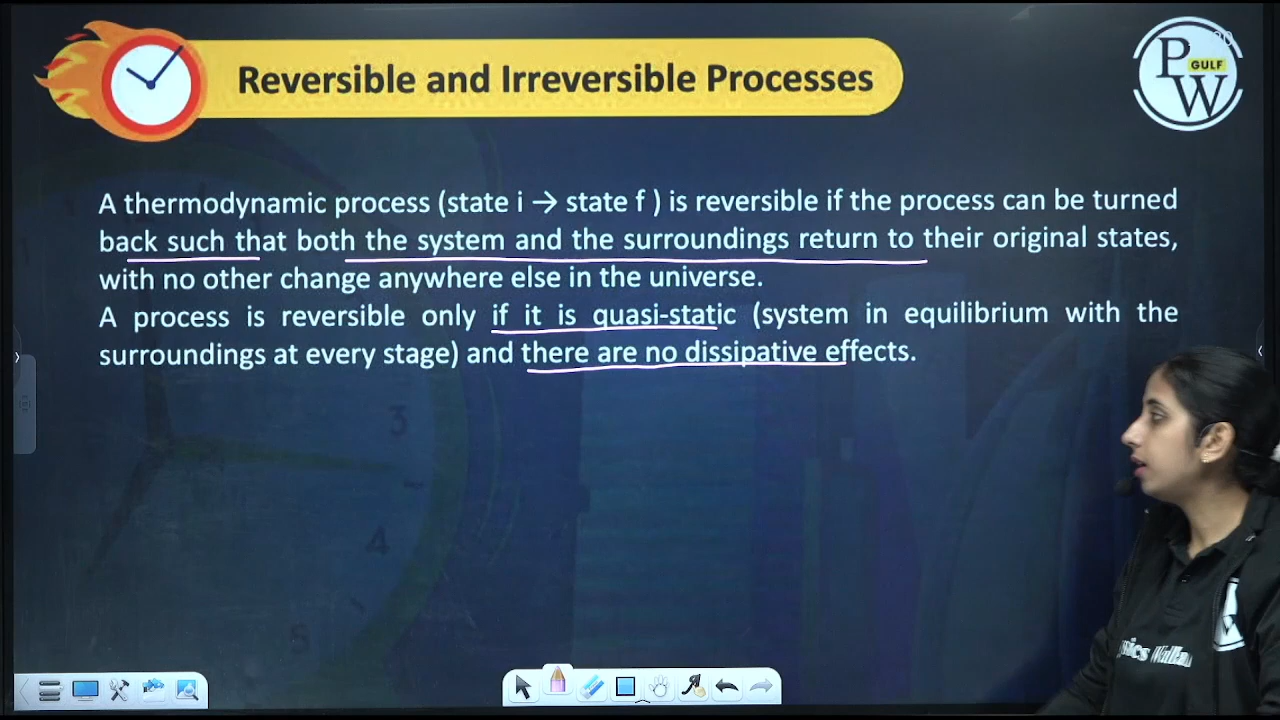 Reversible and Irreversible Processes
P
GULF
W
A thermodynamic process (state i → state f ) is reversible if the process can be turned
back such that both the system and the surroundings return to their original states,
with no other change anywhere else in the universe.
A process is reversible only if it is quasi-static (system in equilibrium with the
surroundings at every stage) and there are no dissipative effects.
3
4
5
W